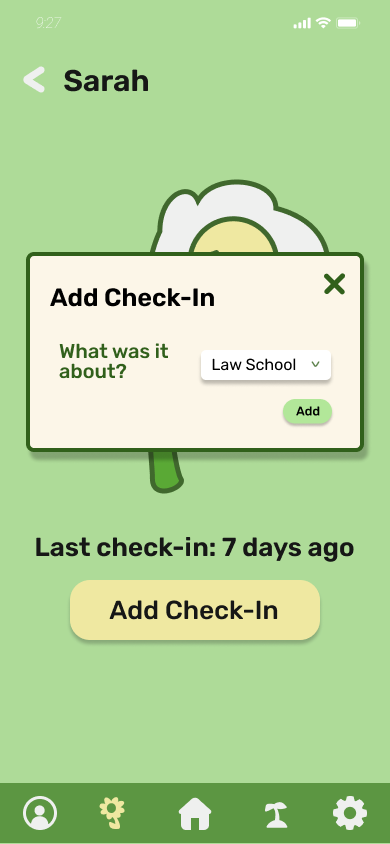 9:27
Sarah
Add Check-In
What was it
about?
Law School
Add
Last check-in: 7 days ago
Add Check-In